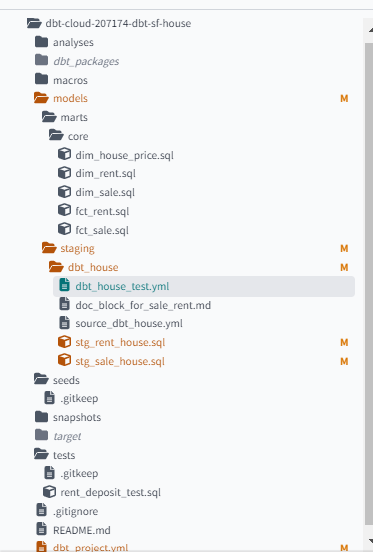 dbt-cloud-207174-dbt-sf-house
analyses
dbt_packages
macros
models M
marts
core
dim_house_price.sql
dim_rent.sql
dim_sale.sql
fct_rent.sql
fct_sale.sql
staging M
dbt_house M
dbt_house_test.yml
doc_block_for_sale_rent.md
source_dbt_house.yml
stg_rent_house.sql M
stg_sale_house.sql M
seeds
.gitkeep
snapshots
target
tests
.gitkeep
rent_deposit_test.sql
.gitignore
README.md
dbt_project.yml M